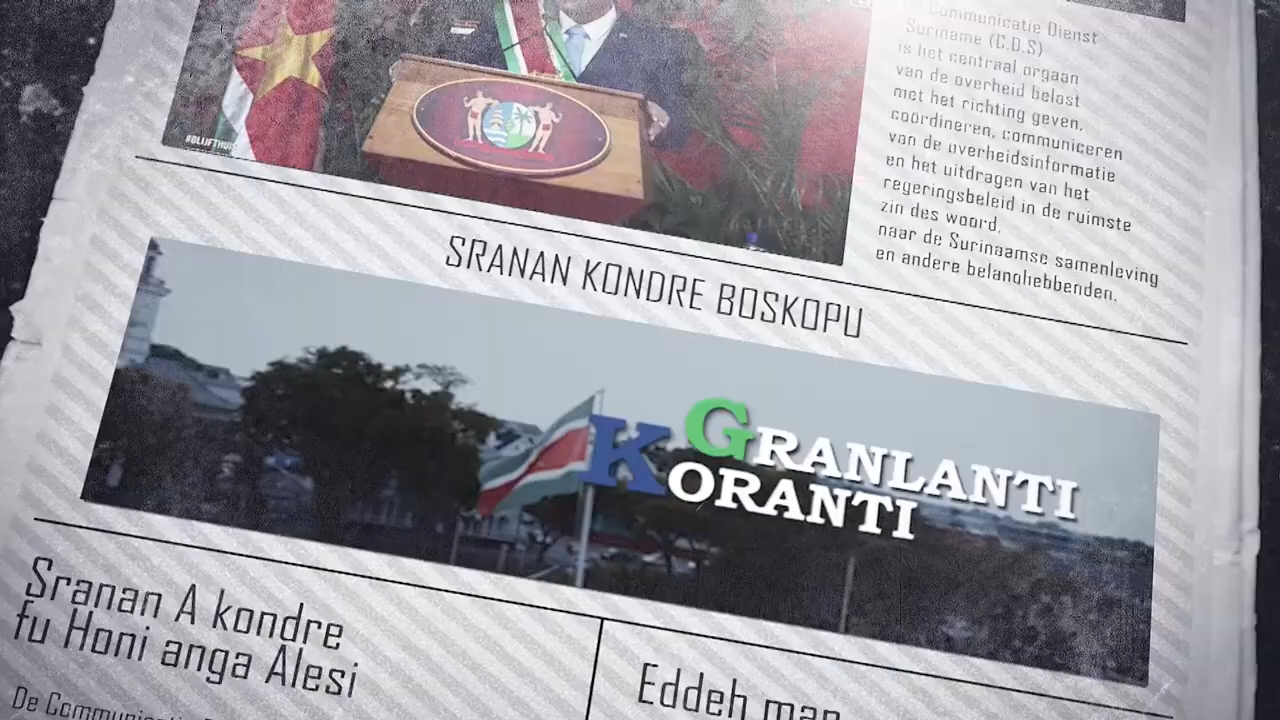 Communicatie Dienst
Suriname (C.D.S)
is het centraal orgaan
van de overheid belast
met het richting geven,
coördineren, communiceren
van de overheidsinformatie
en het uitdragen van het
regeringsbeleid in de ruimste
zin des woord,
naar de Surinaamse samenleving
en andere belanghebbenden.
#BLIJFTHUIS
SRANAN KONDRE BOSKOPU
GRANLANTI
KORANTI
Sranan A kondre
fu Honi anga Alesi
De
Eddeh man